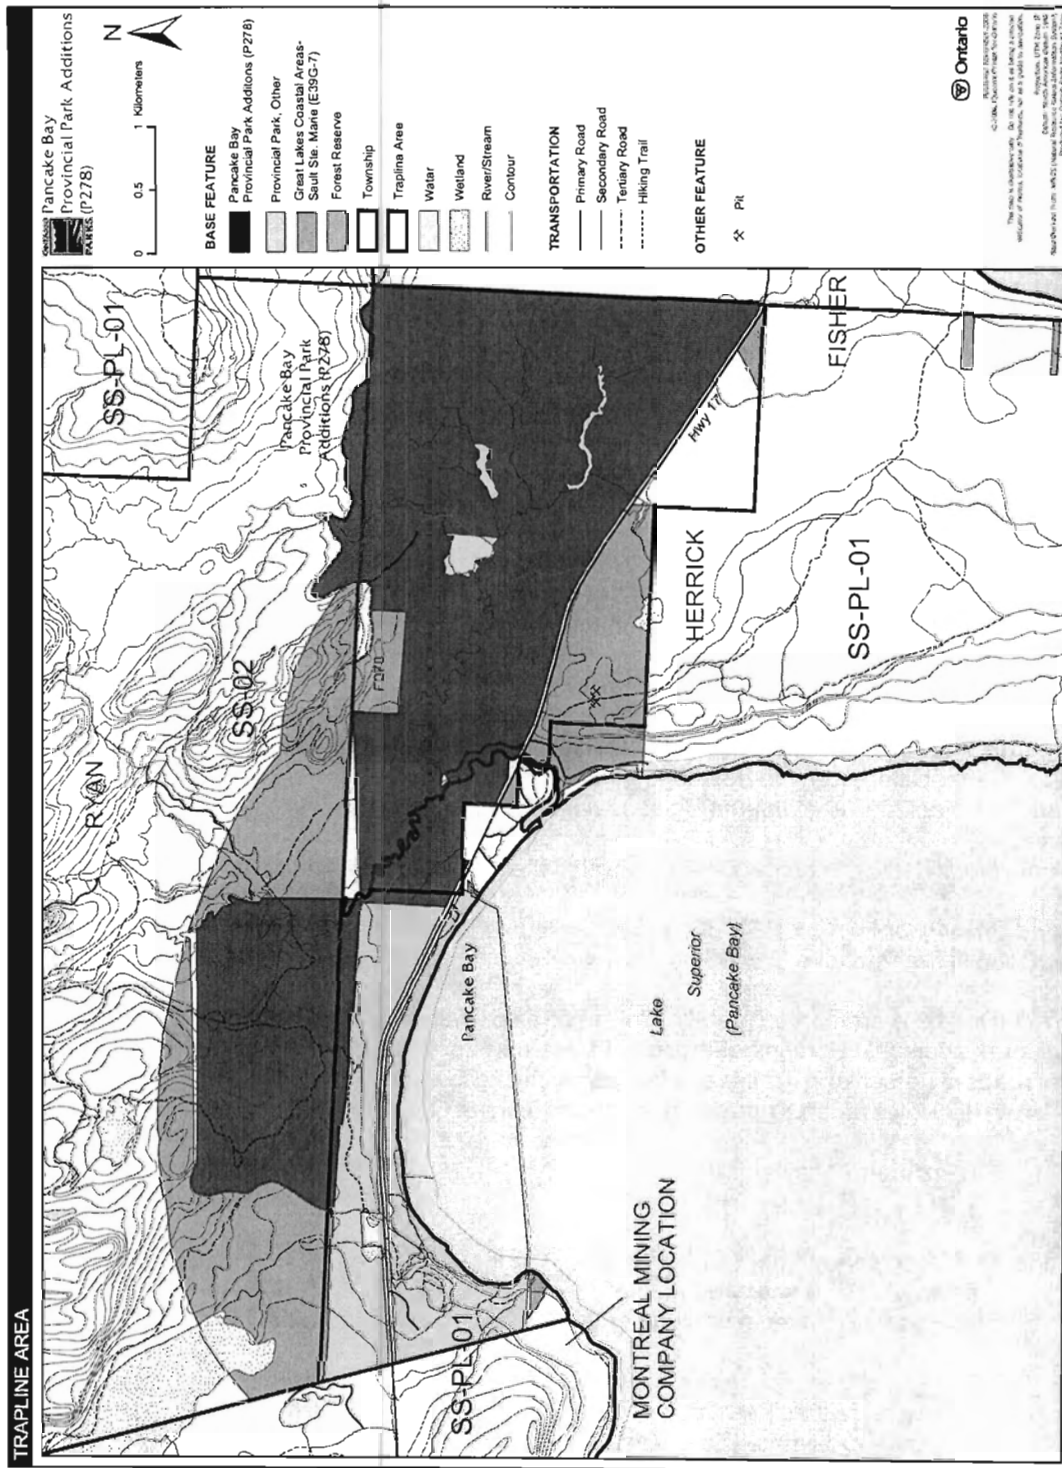 TRAPLINE AREA
Ontario
PARKS
Pancake Bay
Provincial Park Additions
(P278)
N
0 0.5 1 Kilometers
BASE FEATURE
Pancake Bay
Provincial Park Additons (P278)
Provincial Park, Other
Great Lakes Coastal Areas-
Sault Ste. Marie (E39G-7)
Forest Reserve
Township
Trapline Area
Water
Wetland
River/Stream
Contour
TRANSPORTATION
Primary Road
Secondary Road
Tertiary Road
Hiking Trail
OTHER FEATURE
Pit
Ontario
SS-PL-01
Pancake Bay
Provincial Park
Additions (P278)
RYAN
SS-02
F270
Hwy 17
FISHER
HERRICK
SS-PL-01
Pancake Bay
Lake
Superior
(Pancake Bay)
SS-PL-01
MONTREAL MINING
COMPANY LOCATION